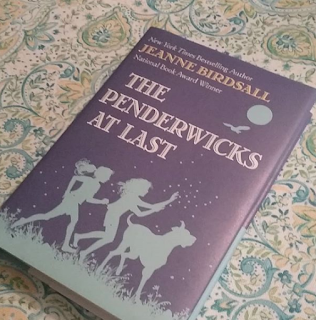 New York Times Bestselling Author
JEANNE BIRDSALL
National Book Award Winner
THE
PENDERWICKS
AT LAST